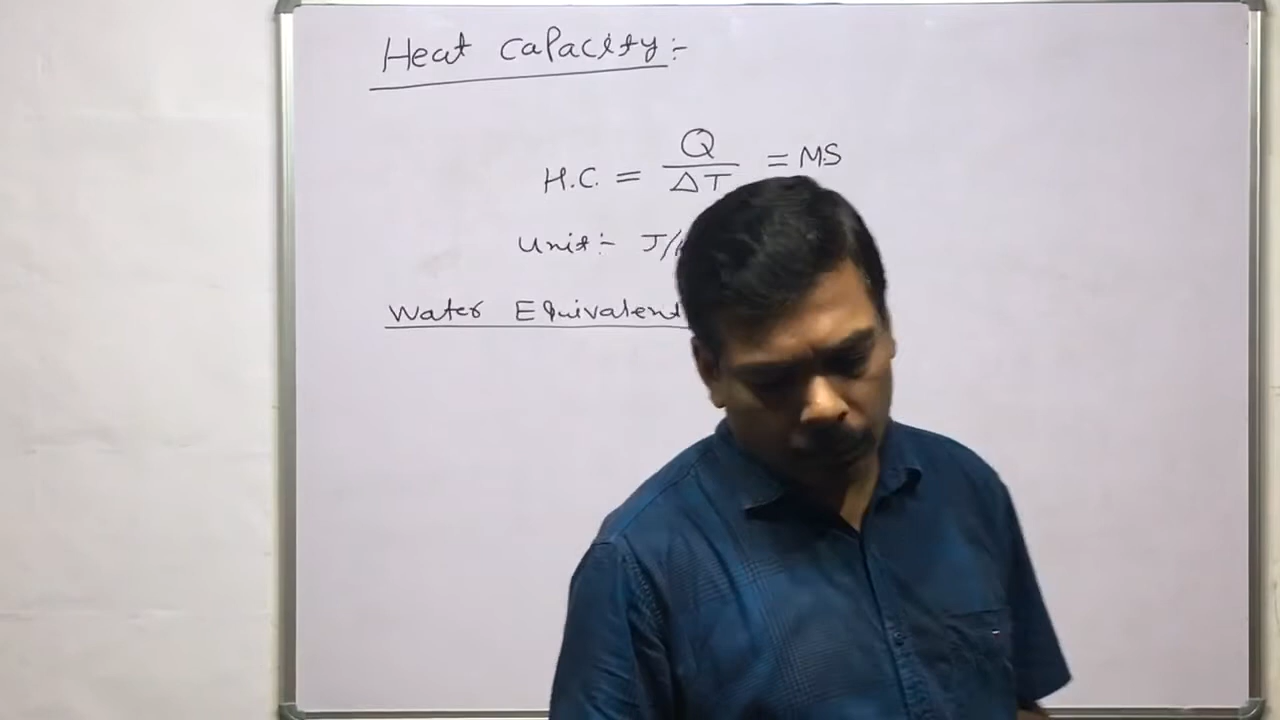 Heat Capacity:-
H.C. = Q/ΔT = MS
Unit:- J/
Water Equivalent